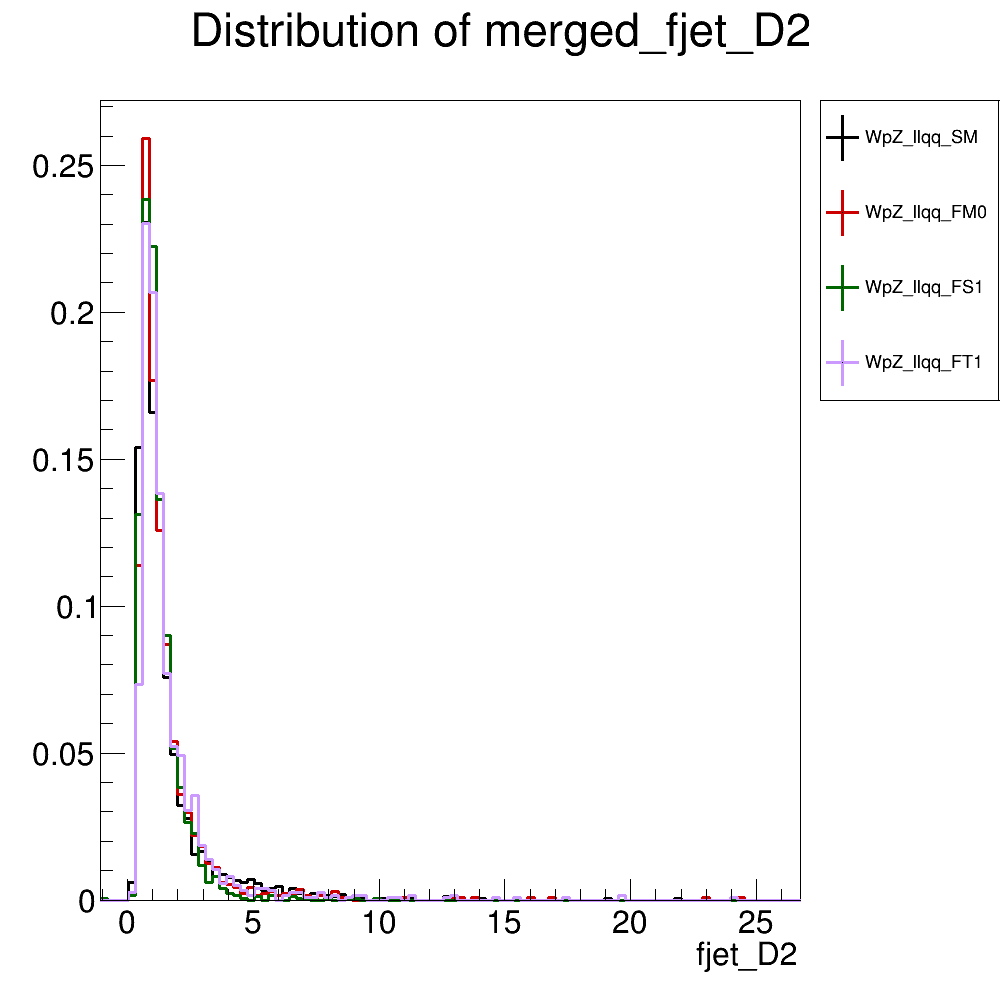 Distribution of merged_fjet_D2
0.25
0.2
0.15
0.1
0.05
0
0 5 10 15 20 25
fjet_D2
WpZ_llqq_SM
WpZ_llqq_FM0
WpZ_llqq_FS1
WpZ_llqq_FT1